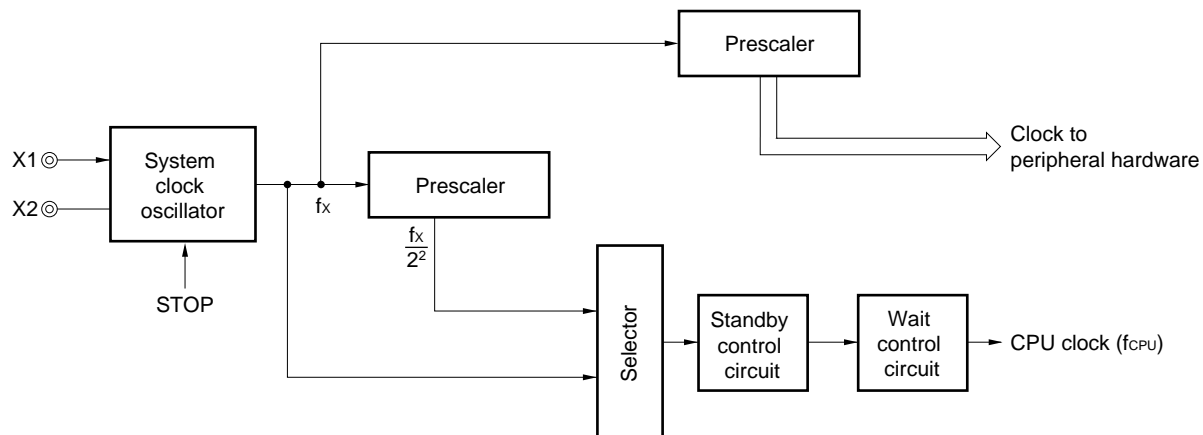 Prescaler
Clock to
peripheral hardware
X1
X2
System
clock
oscillator
fX
Prescaler
fX
2²
STOP
Selector
Standby
control
circuit
Wait
control
circuit
CPU clock (fCPU)